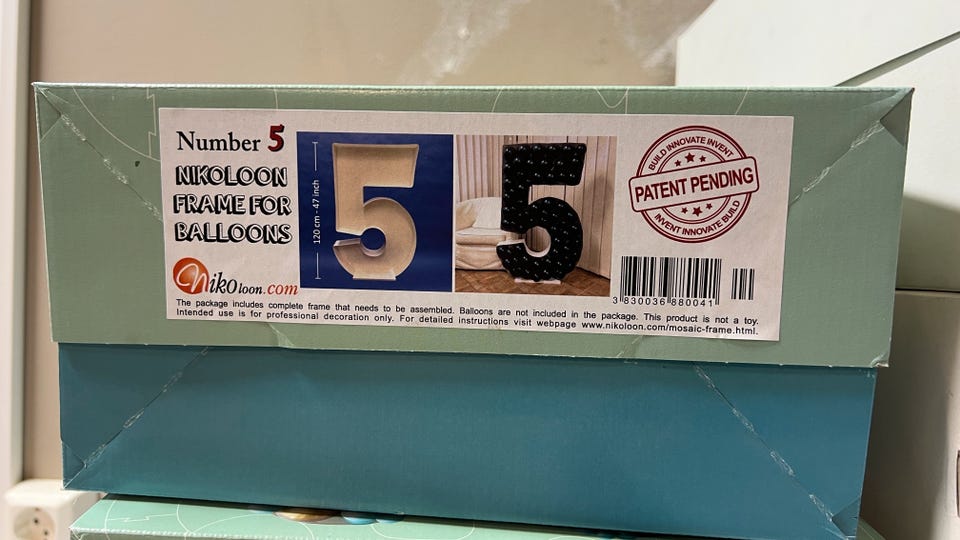 Number 5
NIKOLOON
FRAME FOR
BALLOONS
Nikoloon.com
120 cm - 47 inch
BUILD INNOVATE INVENT
PATENT PENDING
INVENT INNOVATE BUILD
3 830036 880041
The package includes complete frame that needs to be assembled. Balloons are not included in the package. This product is not a toy.
Intended use is for professional decoration only. For detailed instructions visit webpage www.nikoloon.com/mosaic-frame.html.